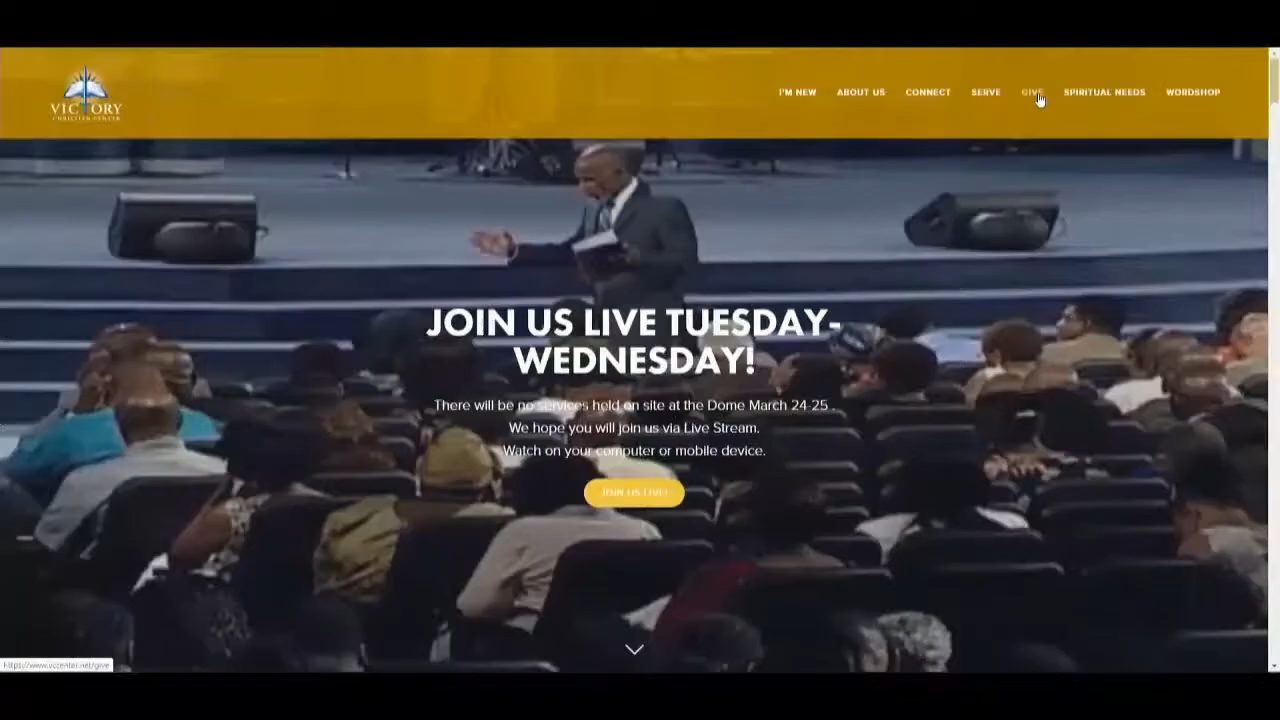 VICTORY
CHRISTIAN CENTER
I'M NEW ABOUT US CONNECT SERVE GIVE SPIRITUAL NEEDS WORDSHOP
JOIN US LIVE TUESDAY-
WEDNESDAY!
There will be no services held on site at the Dome March 24-25 .
We hope you will join us via Live Stream.
Watch on your computer or mobile device.
JOIN US LIVE!
https://www.vccenter.net/give